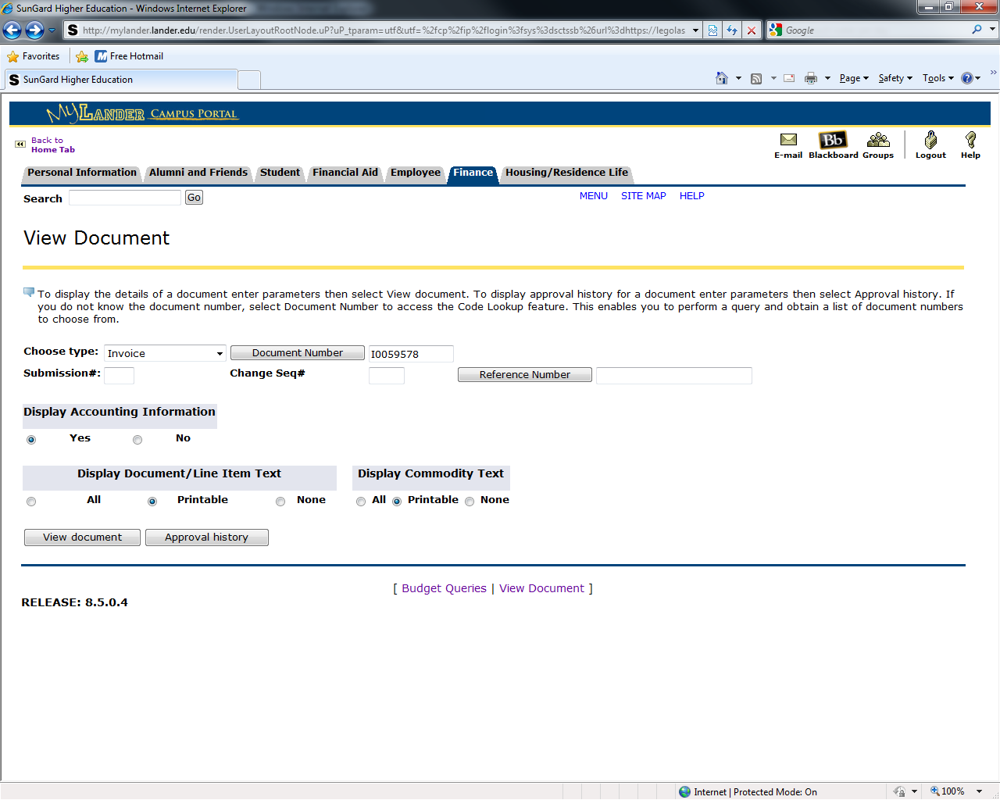 SunGard Higher Education - Windows Internet Explorer
http://mylander.lander.edu/render.UserLayoutRootNode.uP?uP_tparam=utf&utf=%2fcp%2fip%2flogin%3fsys%3dsctssb%26url%3dhttps://legolas
Google
Favorites
Free Hotmail
SunGard Higher Education
Page
Safety
Tools
MyLander Campus Portal
Back to
Home Tab
E-mail
Bb
Blackboard
Groups
Logout
Help
Personal Information
Alumni and Friends
Student
Financial Aid
Employee
Finance
Housing/Residence Life
Search
Go
MENU SITE MAP HELP
View Document
To display the details of a document enter parameters then select View document. To display approval history for a document enter parameters then select Approval history. If
you do not know the document number, select Document Number to access the Code Lookup feature. This enables you to perform a query and obtain a list of document numbers
to choose from.
Choose type: Invoice Document Number I0059578
Submission#: Change Seq# Reference Number
Display Accounting Information
Yes No
Display Document/Line Item Text Display Commodity Text
All Printable None All Printable None
View document Approval history
[ Budget Queries | View Document ]
RELEASE: 8.5.0.4
Internet | Protected Mode: On
100%